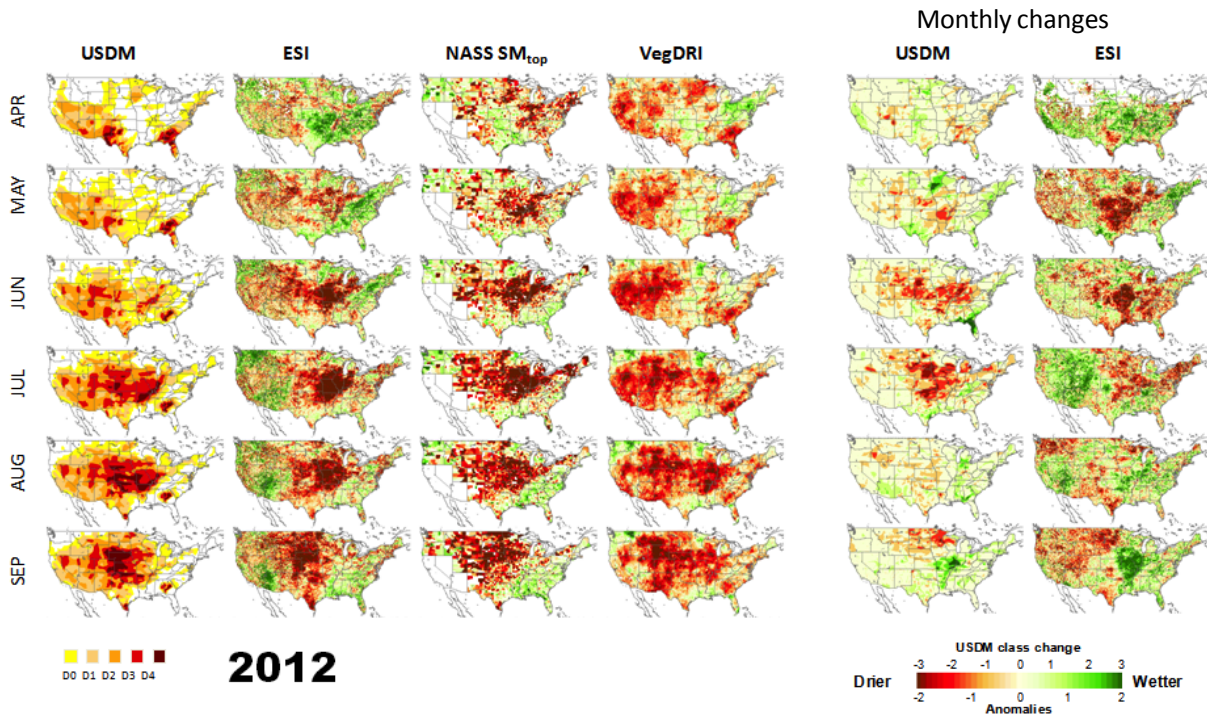 Monthly changes
USDM ESI NASS SMtop VegDRI USDM ESI
APR
MAY
JUN
JUL
AUG
SEP
D0 D1 D2 D3 D4
2012
USDM class change
-3 -2 -1 0 1 2 3
Drier Wetter
-2 -1 0 1 2
Anomalies